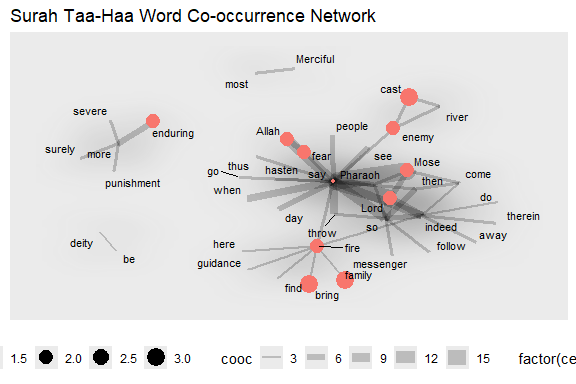 Surah Taa-Haa Word Co-occurrence Network
Merciful
most
cast
river
severe
enduring
Allah
people
enemy
surely
more
fear
see
Mose
thus
hasten
say
Pharaoh
come
go
then
punishment
when
do
Lord
day
therein
throw
so
indeed
away
deity
here
fire
follow
be
guidance
messenger
family
find
bring
1.5 2.0 2.5 3.0 cooc 3 6 9 12 15 factor(ce